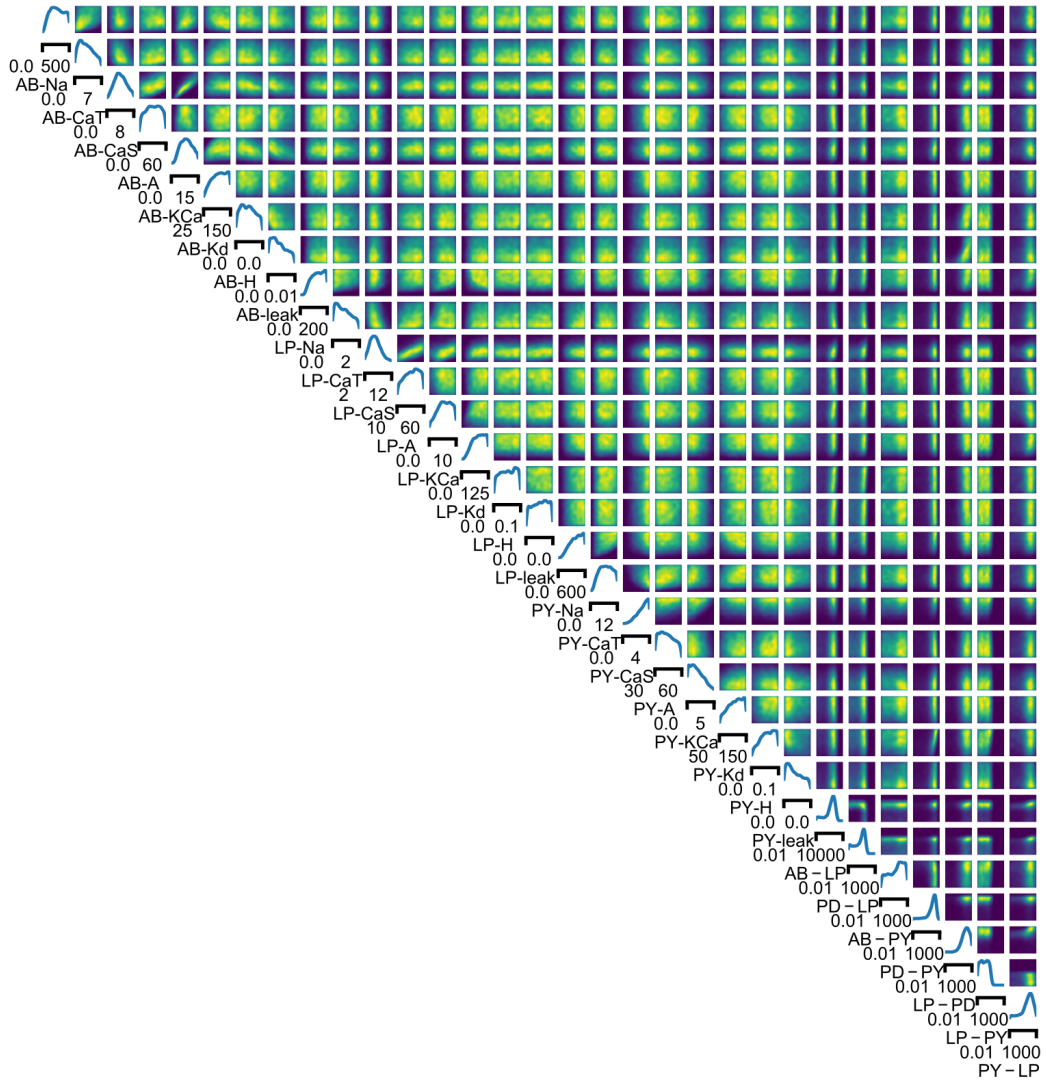 0.0 500
AB-Na
0.0 7
AB-CaT
0.0 8
AB-CaS
0.0 60
AB-A
0.0 15
AB-KCa
25 150
AB-Kd
0.0 0.0
AB-H
0.0 0.01
AB-leak
0.0 200
LP-Na
0.0 2
LP-CaT
2 12
LP-CaS
10 60
LP-A
0.0 10
LP-KCa
0.0 125
LP-Kd
0.0 0.1
LP-H
0.0 0.0
LP-leak
0.0 600
PY-Na
0.0 12
PY-CaT
0.0 4
PY-CaS
30 60
PY-A
0.0 5
PY-KCa
50 150
PY-Kd
0.0 0.1
PY-H
0.0 0.0
PY-leak
0.01 10000
AB – LP
0.01 1000
PD – LP
0.01 1000
AB – PY
0.01 1000
PD – PY
0.01 1000
LP – PD
0.01 1000
LP – PY
0.01 1000
PY – LP